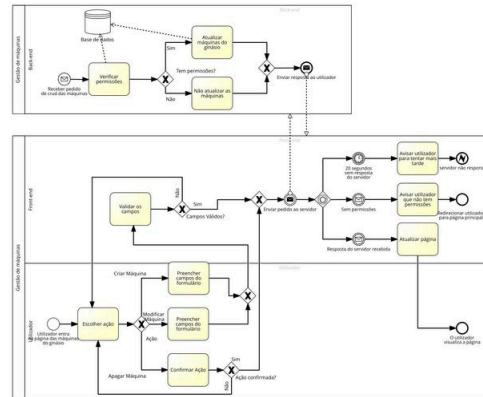 Back-end
Gestão de máquinas
Back-end
Base de dados
Atualizar
máquinas do
ginásio
Sim
Verificar
permissões
Tem permissões?
Receber pedido
de crud das máquinas
Enviar resposta ao utilizador
Não
Não atualizar as
máquinas
Gestão de máquinas
Front-end
Não
Sim
Validar os
campos
Campos Válidos?
Enviar pedido ao servidor
20 segundos
sem resposta
do servidor
Avisar utilizador
para tentar mais
tarde
servidor não responde
Sem permissões
Avisar utilizador
que não tem
permissões
Redirecionar utilizador
para página principal
Resposta do servidor recebida
Atualizar página
Utilizador
Criar Máquina
Preencher
campos do
formulário
Escolher ação
Modificar
Máquina
Preencher
campos do
formulário
Utilizador entra
na página das máquinas
do ginásio
Ação
Apagar Máquina
Confirmar Ação
Sim
Ação confirmada?
Não
O utilizador
visualiza a página